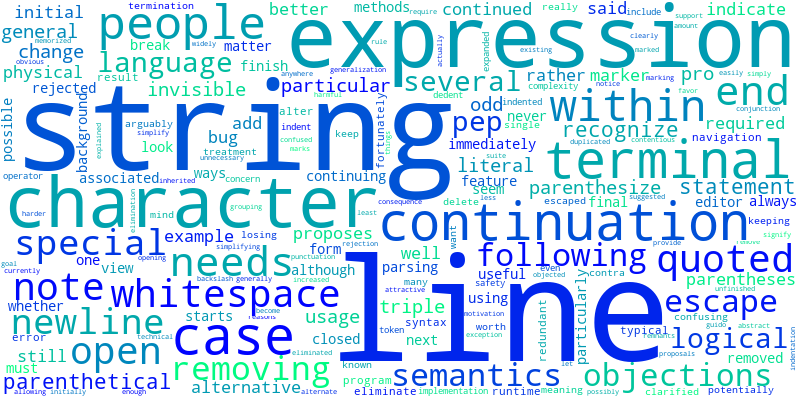 termination
initial
people
better
methods
require
continued
really
said
include
memorized
general
widely
expression
support
amount
indicate
obvious
rule
change
break
matter
expanded
actually
existing
clearly
marked
physical
language
finish
several
rather
marker
pro
result
anywhere
generalization
marking
easily
simply
rejected
invisible
particular
end
possible
string
harmful
dedent
indented
complexity
notice
favor
background
explained
alter
odd
within
never
conjunction
arguably
add
fortunately
pep
single
required
simplify
bug
indent
confused
keep
recognize
contentious
navigation
look
marks
things
immediately
duplicated
operator
treatment
terminal
unnecessary
literal
suite
associated
ways
concern
continuing
feature
parenthesize
statement
inherited
seem
character
elimination
grouping
consequence
delete
less
escaped
suggested
final
editor
always
harder
mind
least
continuation
keeping
special
example
proposes
want
provide
remove
signify
goal
one
losing
punctuation
rejection
well
following
quoted
currently
view
simplifying
form
parsing
even
opening
needs
although
useful
objected
contra
indentation
note
whitespace
backslash
generally
many
safety
parentheses
whether
increased
attractive
using
unfinished
become
triple
motivation
escape
newline
starts
reasons
usage
line
confusing
guido
abstract
error
case
token
syntax
typical
remnants
technical
closed
next
worth
exception
redundant
particularly
logical
still
open
eliminated
known
proposals
removed
must
removing
semantics
let
objections
clarified
parenthetical
alternative
program
meaning
allowing
initially
enough
alternate
eliminate
implementation
runtime
possibly
potentially